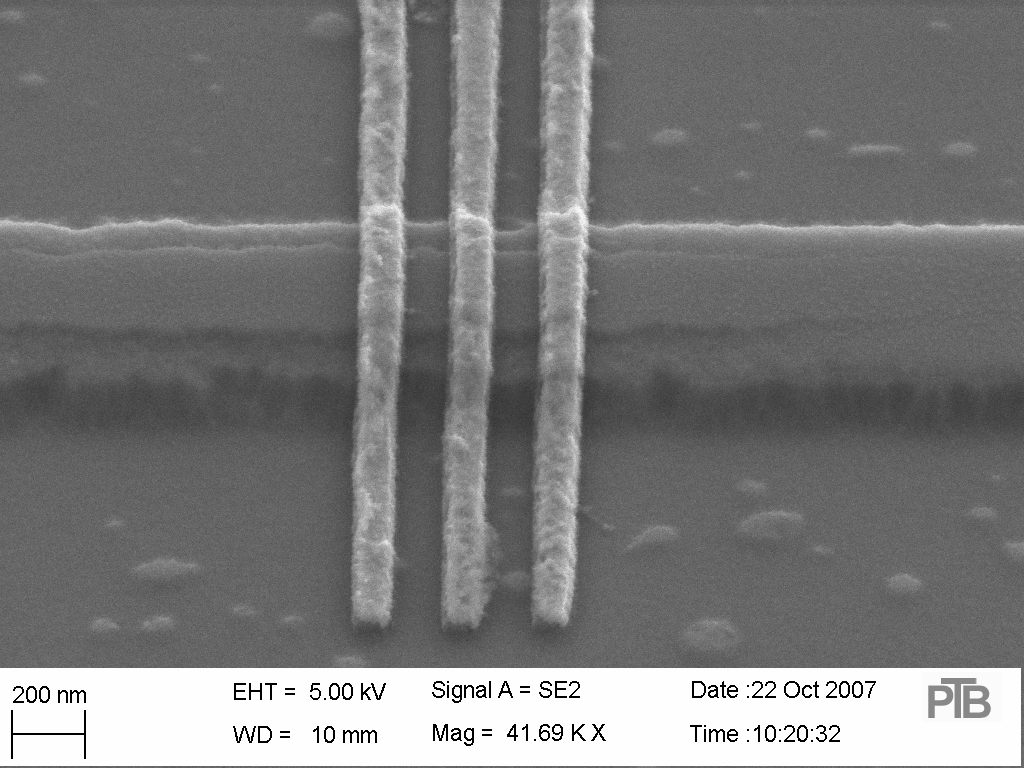 200 nm EHT = 5.00 kV Signal A = SE2 Date :22 Oct 2007
WD = 10 mm Mag = 41.69 K X Time :10:20:32
PTB